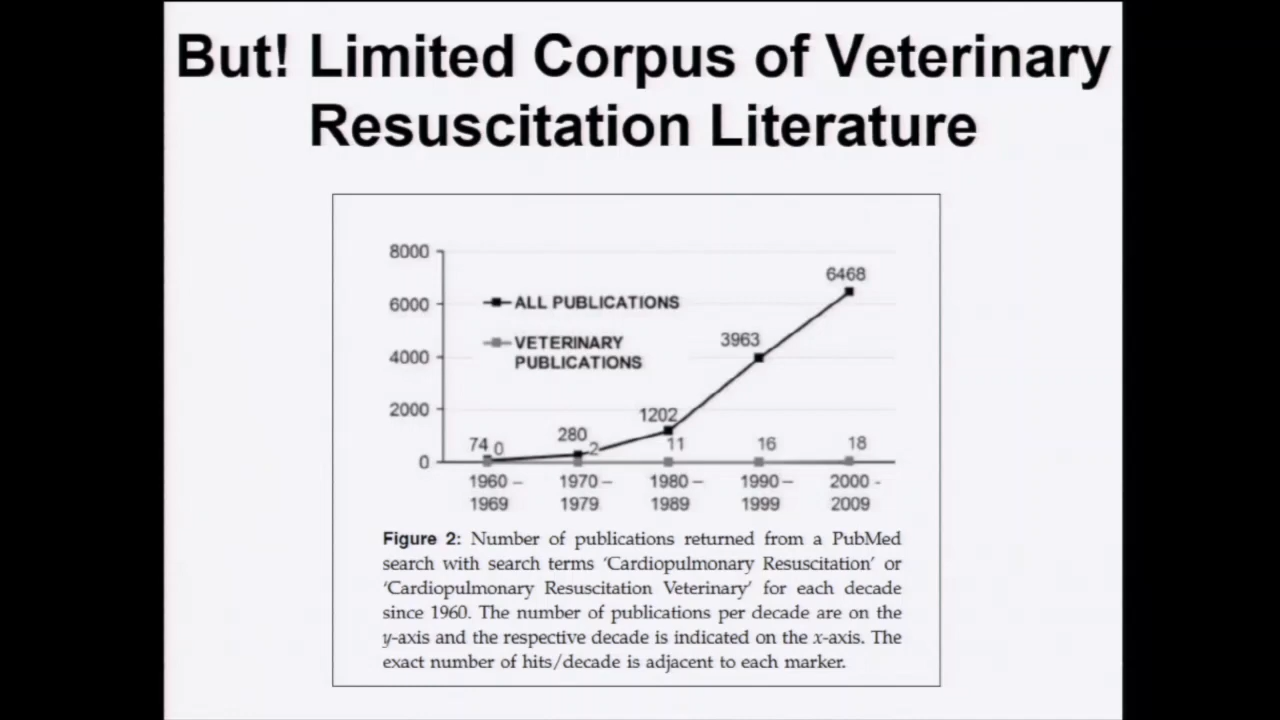 But! Limited Corpus of Veterinary
Resuscitation Literature
8000
6468
6000
ALL PUBLICATIONS
VETERINARY
PUBLICATIONS
3963
4000
2000
1202
74 0
280
2
11
16
18
0
1960 –
1969
1970 –
1979
1980 –
1989
1990 –
1999
2000 -
2009
Figure 2: Number of publications returned from a PubMed
search with search terms ‘Cardiopulmonary Resuscitation’ or
‘Cardiopulmonary Resuscitation Veterinary’ for each decade
since 1960. The number of publications per decade are on the
y-axis and the respective decade is indicated on the x-axis. The
exact number of hits/decade is adjacent to each marker.